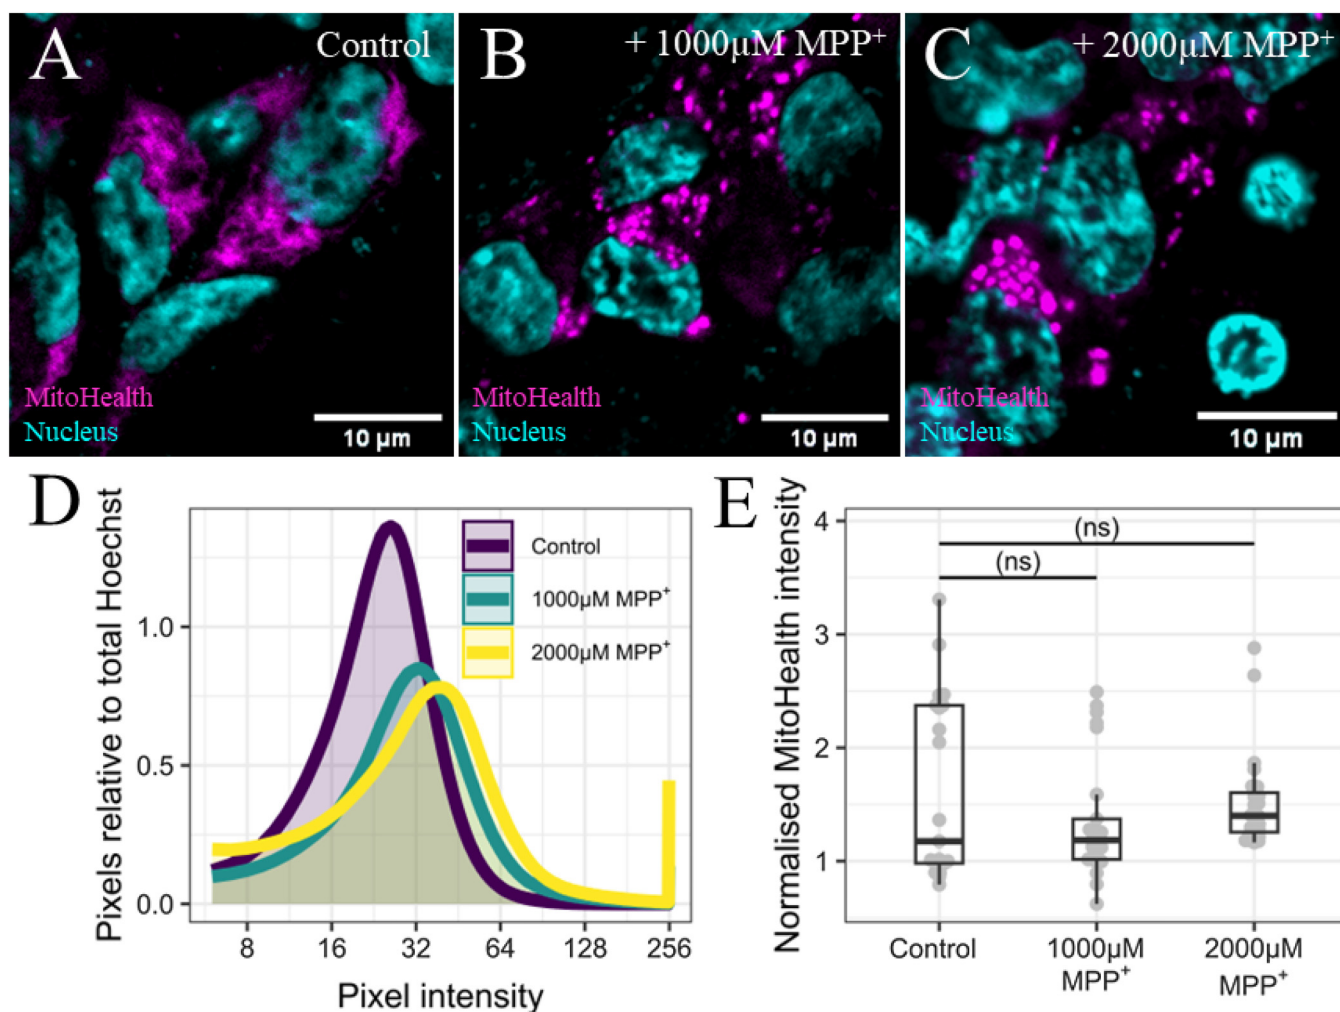 A
Control
MitoHealth
Nucleus
10 µm
B
+ 1000µM MPP⁺
MitoHealth
Nucleus
10 µm
C
+ 2000µM MPP⁺
MitoHealth
Nucleus
10 µm
D
Pixels relative to total Hoechst
1.0
0.5
0.0
Control
1000µM MPP⁺
2000µM MPP⁺
8
16
32
64
128
256
Pixel intensity
E
Normalised MitoHealth intensity
4
3
2
1
(ns)
(ns)
Control
1000µM
MPP⁺
2000µM
MPP⁺